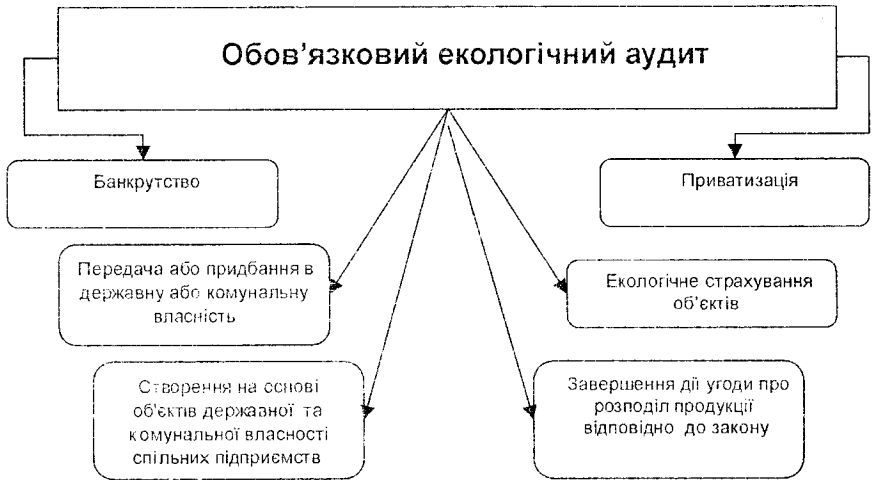 Обов’язковий екологічний аудит
Банкрутство
Приватизація
Передача або придбання в
державну або комунальну
власність
Екологічне страхування
об’єктів
Створення на основі
об’єктів державної та
комунальної власності
спільних підприємств
Завершення дії угоди про
розподіл продукції
відповідно до закону